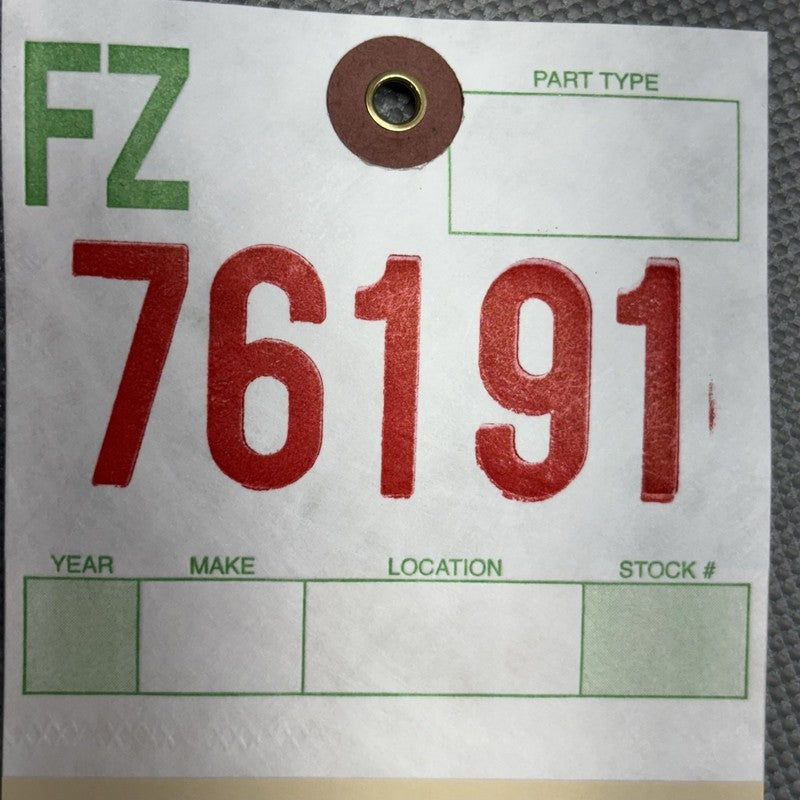 FZ
PART TYPE
76191
YEAR MAKE LOCATION STOCK #